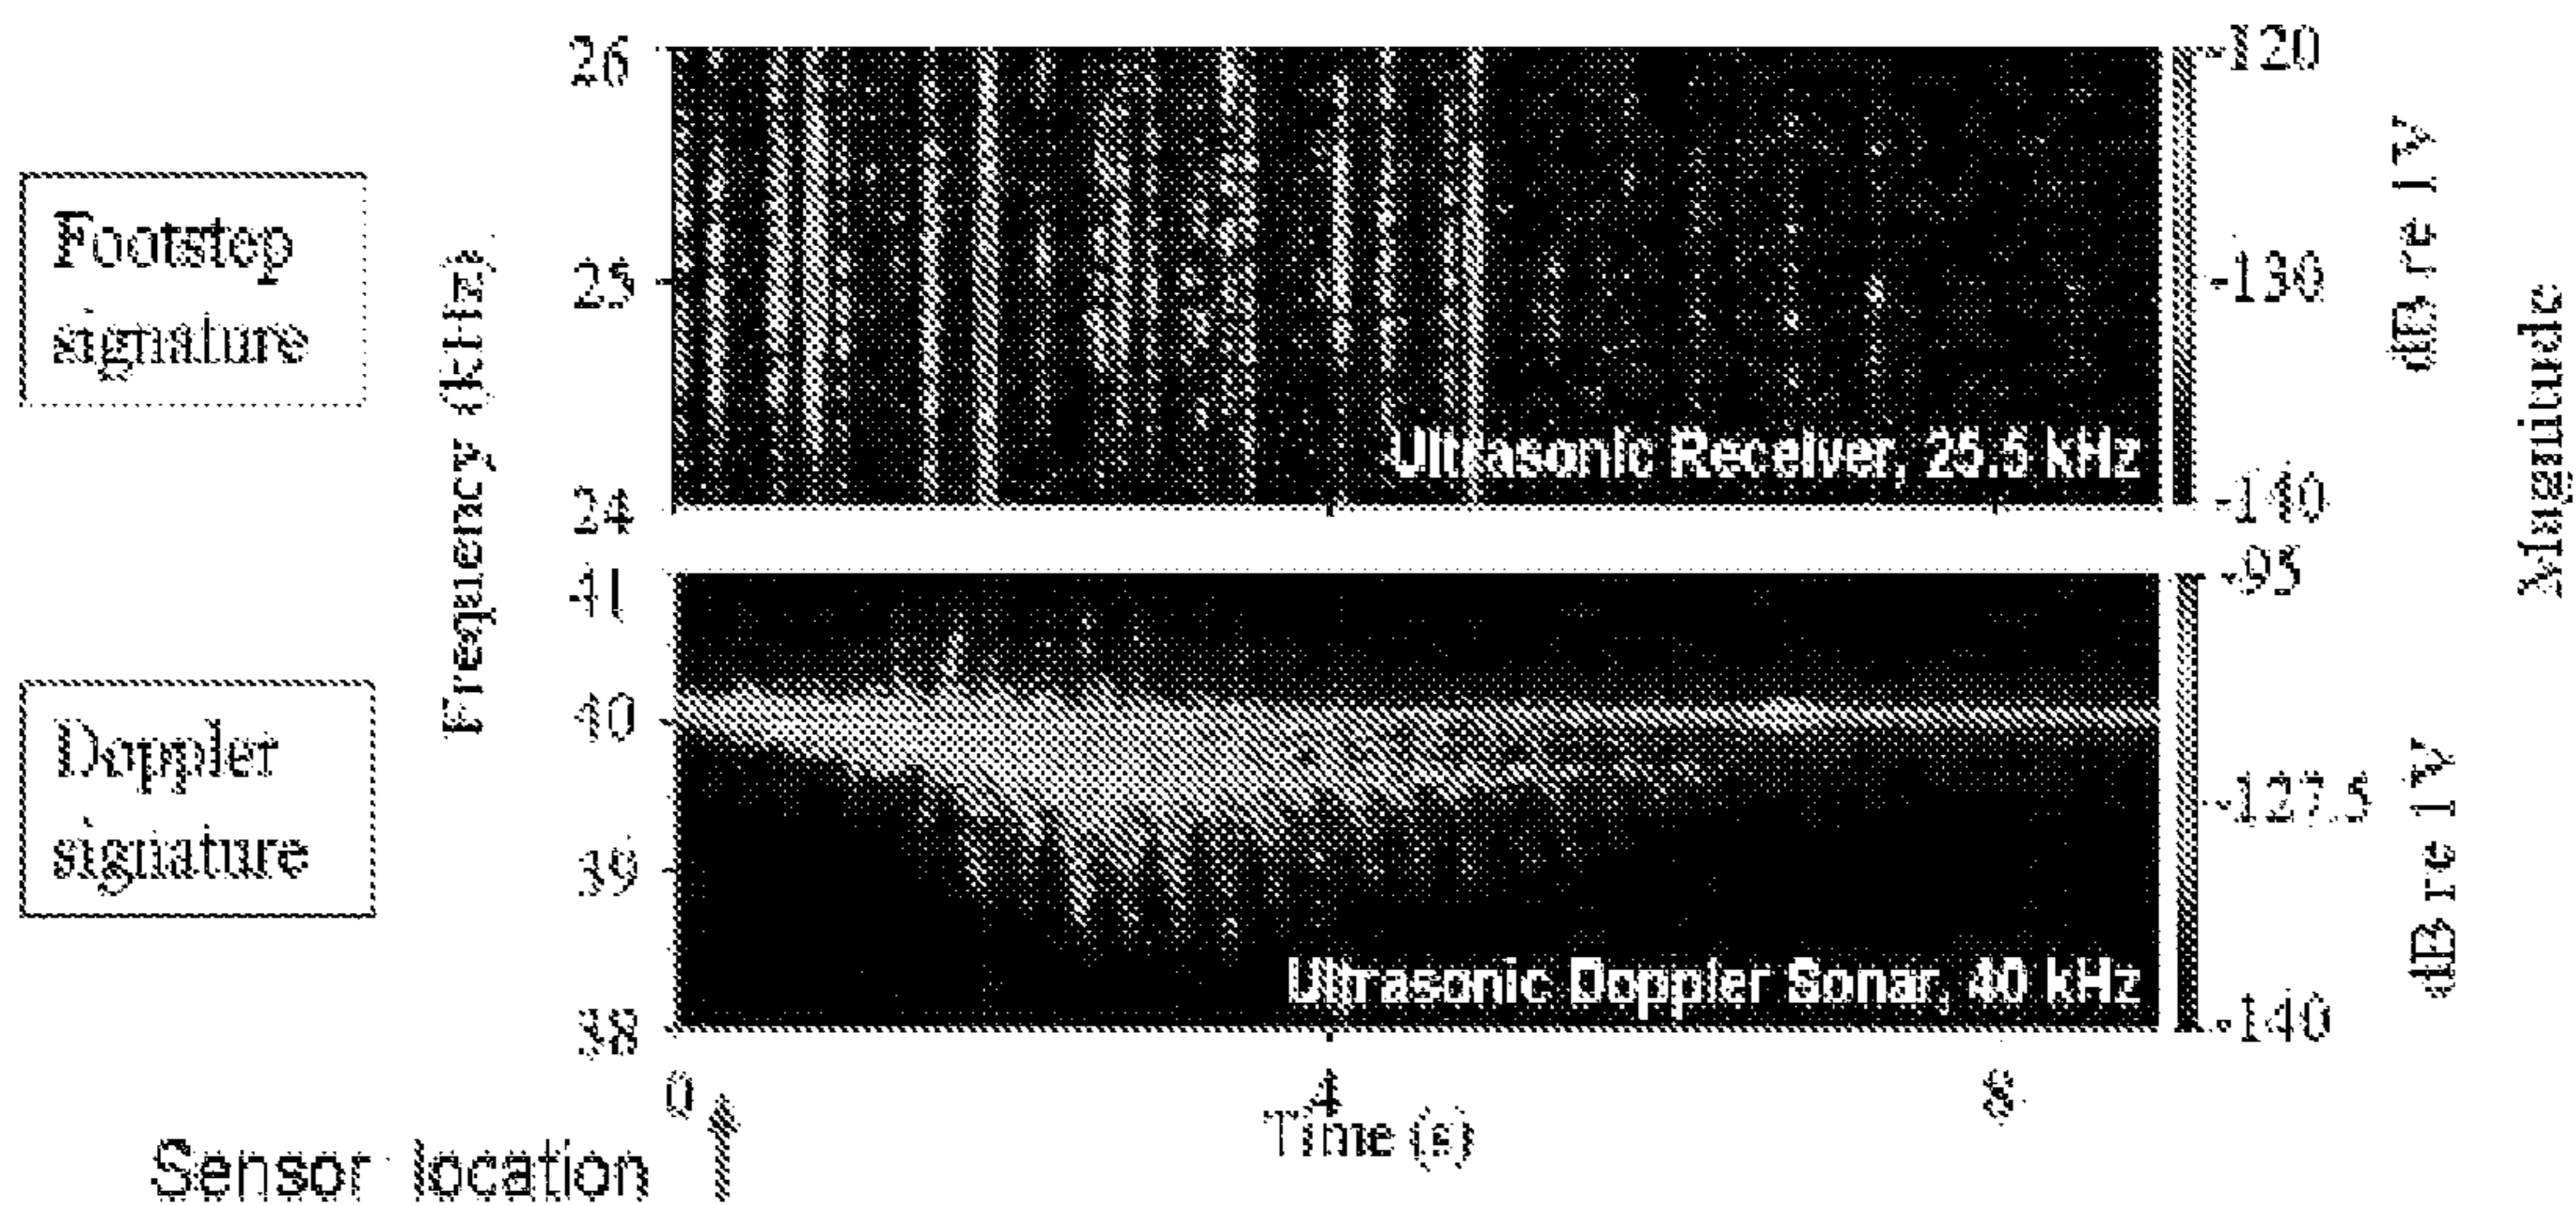 Footstep
signature
Frequency (kHz)
26
25
24
Ultrasonic Receiver, 25.5 kHz
-120
-130
-140
dB re 1V
Magnitude
Doppler
signature
41
40
39
38
Ultrasonic Doppler Sonar, 40 kHz
-95
-127.5
-140
dB re 1V
0
4
8
Time (s)
Sensor location